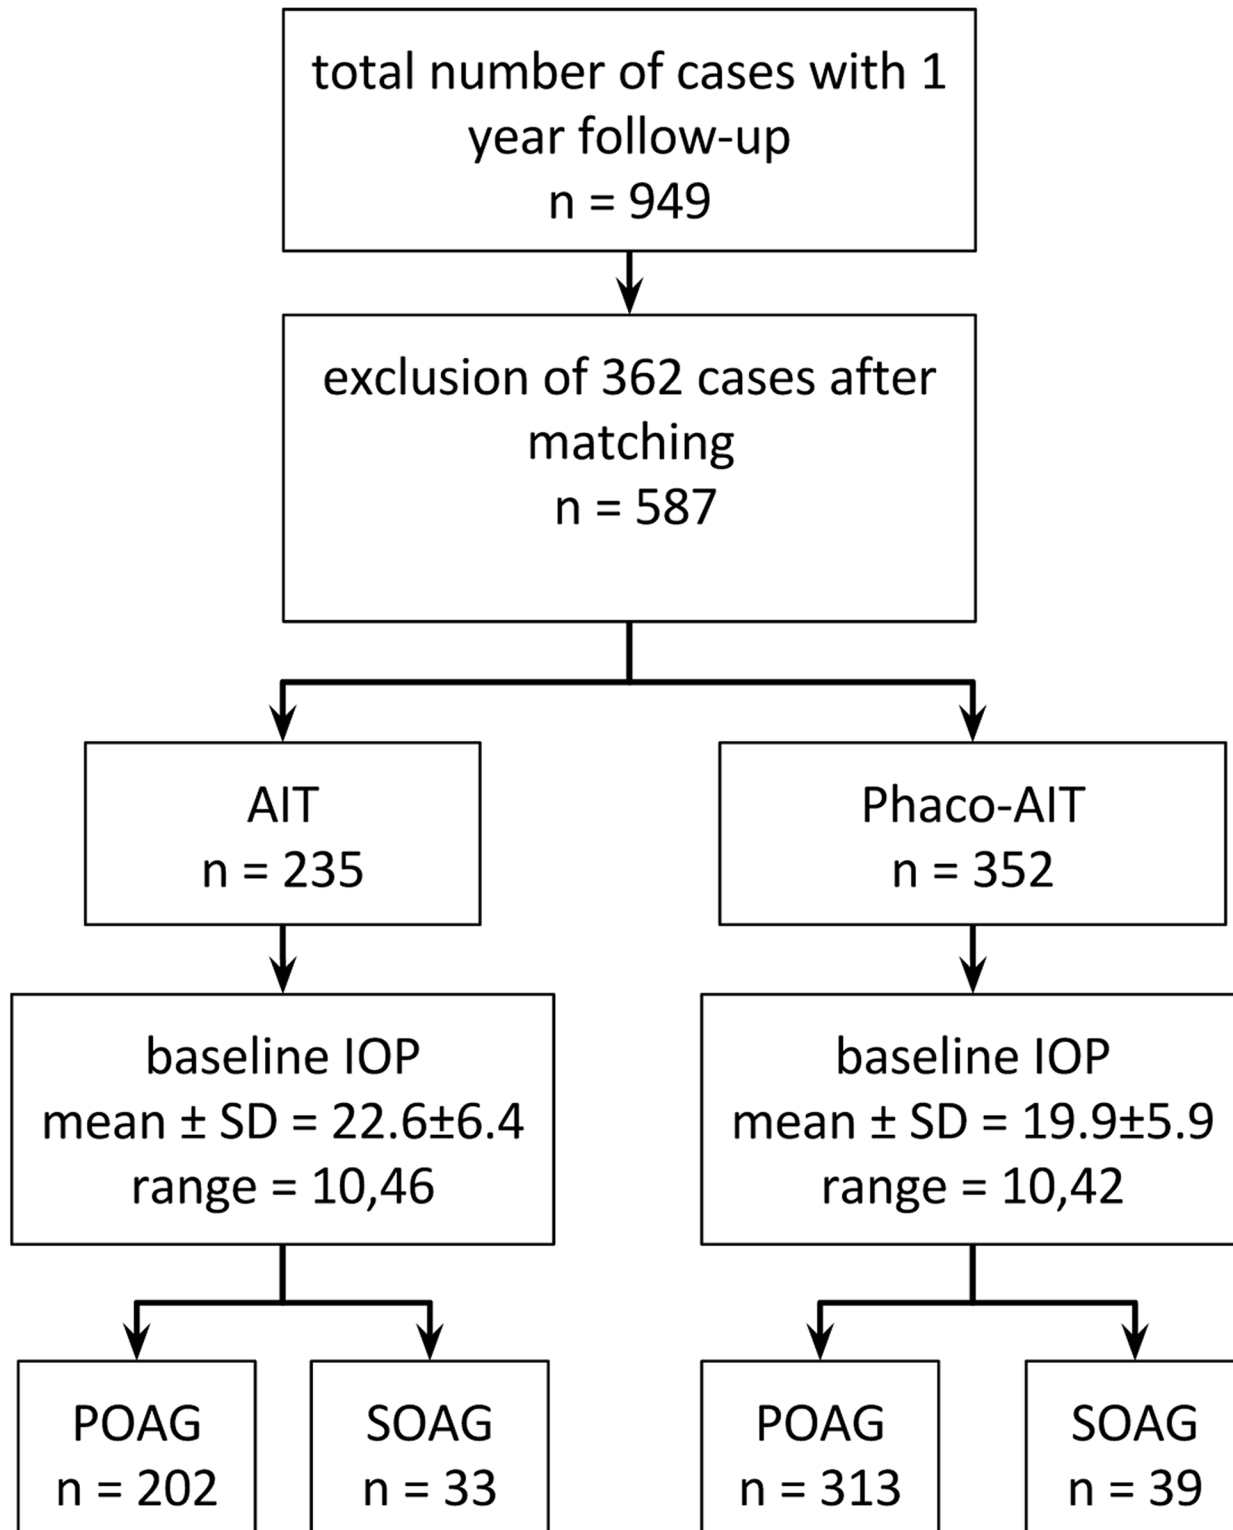 total number of cases with 1
year follow-up
n = 949
exclusion of 362 cases after
matching
n = 587
AIT
n = 235
Phaco-AIT
n = 352
baseline IOP
mean ± SD = 22.6±6.4
range = 10,46
baseline IOP
mean ± SD = 19.9±5.9
range = 10,42
POAG
n = 202
SOAG
n = 33
POAG
n = 313
SOAG
n = 39